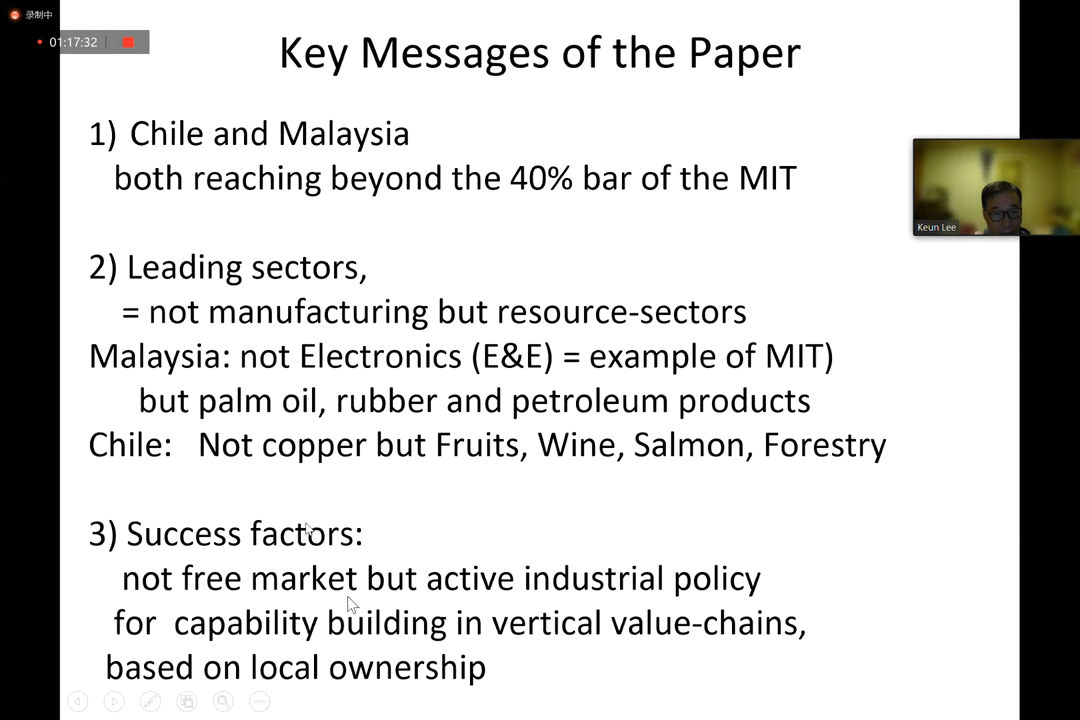 录制中
01:17:32
Key Messages of the Paper
1) Chile and Malaysia
both reaching beyond the 40% bar of the MIT
2) Leading sectors,
= not manufacturing but resource-sectors
Malaysia: not Electronics (E&E) = example of MIT)
but palm oil, rubber and petroleum products
Chile: Not copper but Fruits, Wine, Salmon, Forestry
3) Success factors:
not free market but active industrial policy
for capability building in vertical value-chains,
based on local ownership
Keun Lee